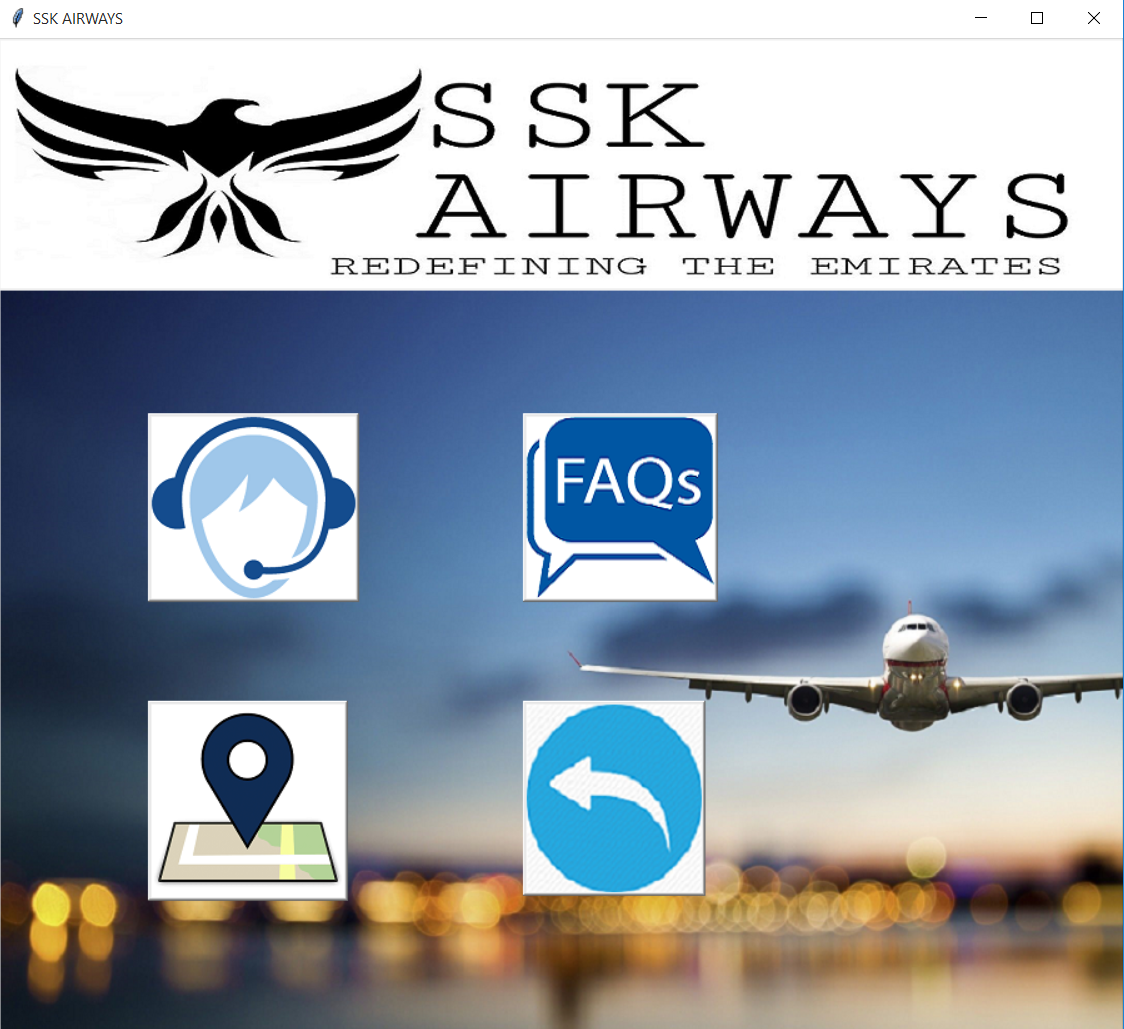 SSK AIRWAYS
SSK
AIRWAYS
REDEFINING THE EMIRATES
FAQs